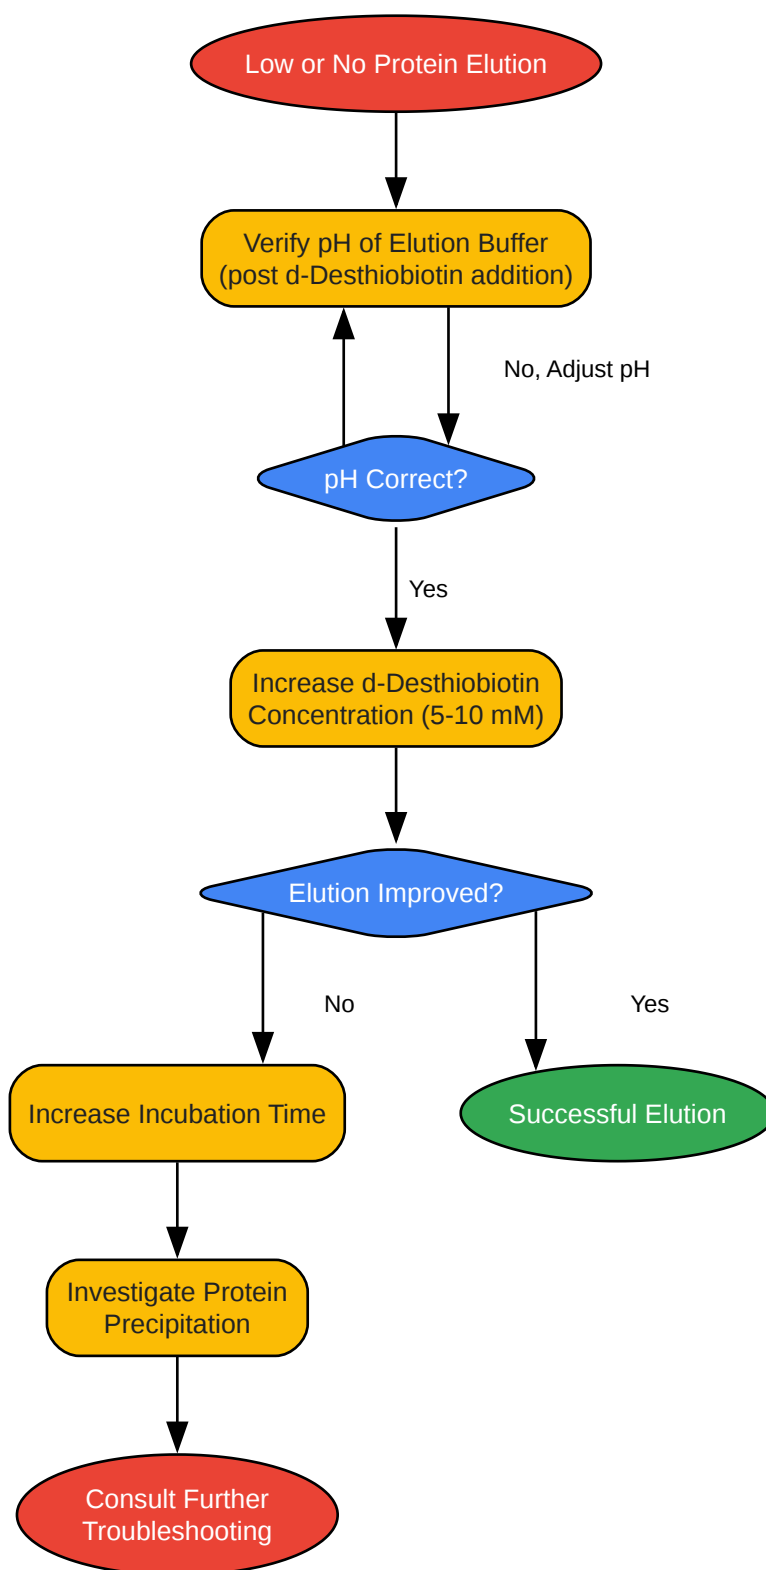 Low or No Protein Elution
Verify pH of Elution Buffer
(post d-Desthiobiotin addition)
No, Adjust pH
pH Correct?
Yes
Increase d-Desthiobiotin
Concentration (5-10 mM)
Elution Improved?
No
Yes
Increase Incubation Time
Successful Elution
Investigate Protein
Precipitation
Consult Further
Troubleshooting